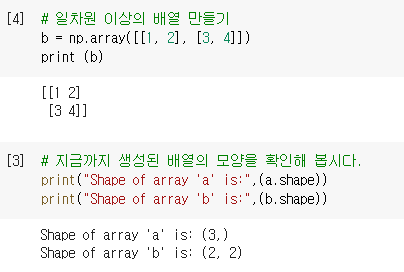 [4] # 일차원 이상의 배열 만들기
b = np.array([[1, 2], [3, 4]])
print (b)
[[1 2]
[3 4]]
[3] # 지금까지 생성된 배열의 모양을 확인해 봅시다.
print("Shape of array 'a' is:",(a.shape))
print("Shape of array 'b' is:",(b.shape))
Shape of array 'a' is: (3,)
Shape of array 'b' is: (2, 2)